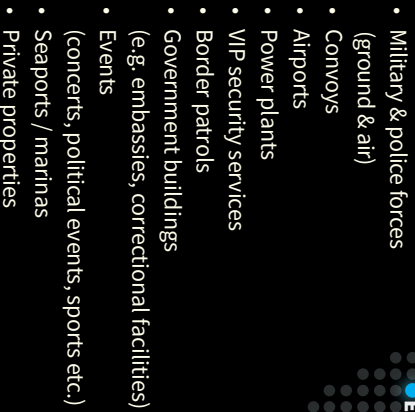 • Military & police forces
(ground & air)
• Convoys
• Airports
• Power plants
• VIP security services
• Border patrols
• Government buildings
(e.g. embassies, correctional facilities)
• Events
(concerts, political events, sports etc.)
• Seaports / marinas
• Private properties
E